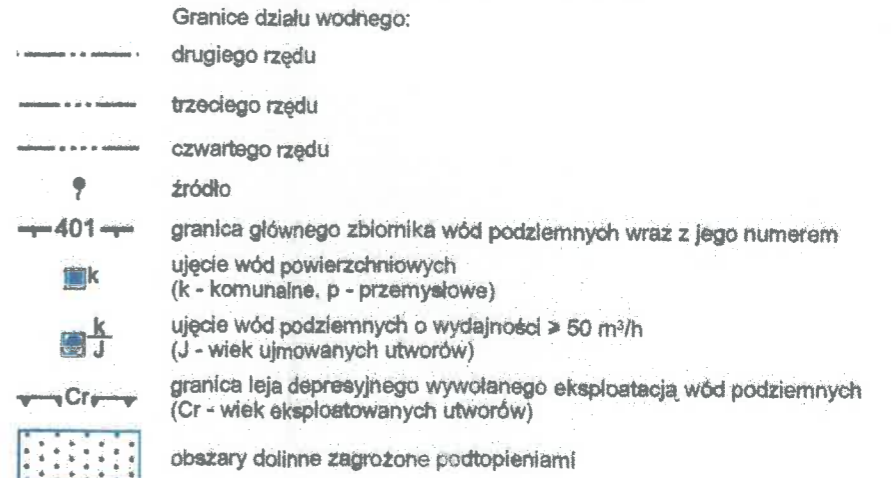 Granice działu wodnego:
drugiego rzędu
trzeciego rzędu
czwartego rzędu
źródło
401 granica głównego zbiornika wód podziemnych wraz z jego numerem
k ujęcie wód powierzchniowych
(k - komunalne, p - przemysłowe)
k
J ujęcie wód podziemnych o wydajności ≥ 50 m³/h
(J - wiek ujmowanych utworów)
Cr granica leja depresyjnego wywołanego eksploatacją wód podziemnych
(Cr - wiek eksploatowanych utworów)
obszary dolinne zagrożone podtopieniami